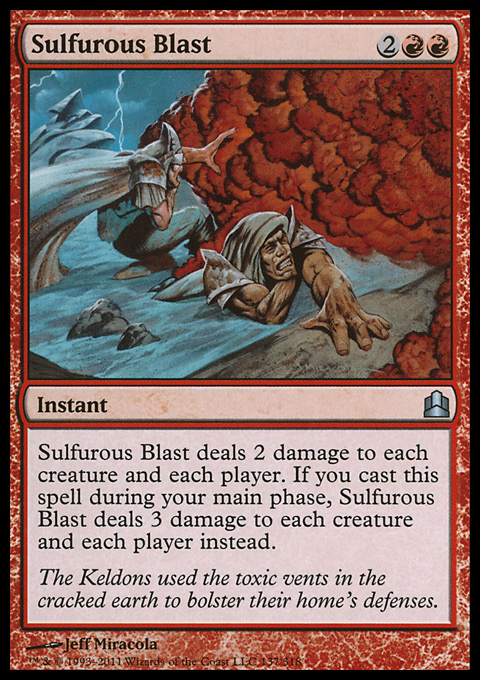 Sulfurous Blast 2
Instant
Sulfurous Blast deals 2 damage to each
creature and each player. If you cast this
spell during your main phase, Sulfurous
Blast deals 3 damage to each creature
and each player instead.
The Keldons used the toxic vents in the
cracked earth to bolster their home's defenses.
Jeff Miracola
™ & © 1993-2011 Wizards of the Coast LLC 137/318